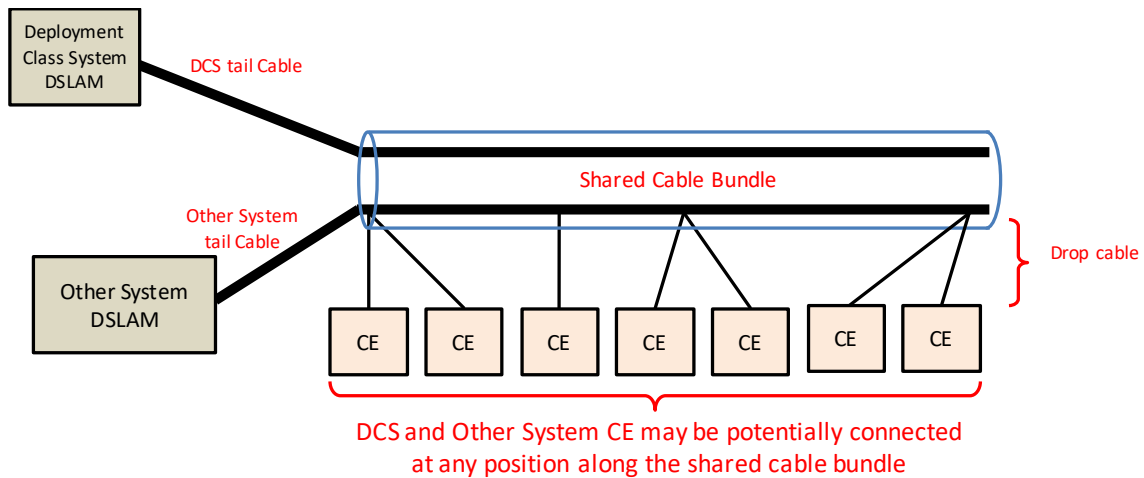 Deployment
Class System
DSLAM
DCS tail Cable
Shared Cable Bundle
Other System
tail Cable
Drop cable
Other System
DSLAM
CE
CE
CE
CE
CE
CE
CE
DCS and Other System CE may be potentially connected
at any position along the shared cable bundle